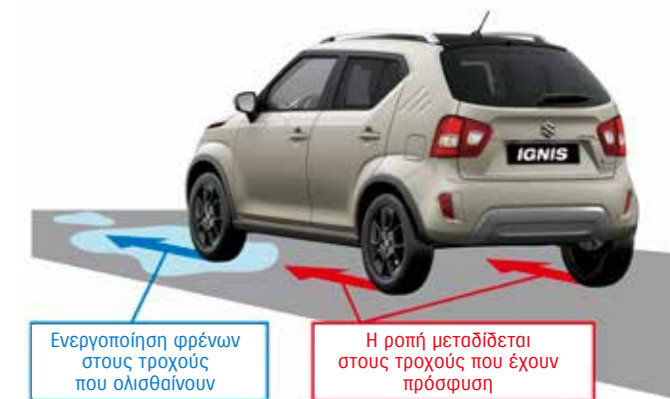 IGNIS
Ενεργοποίηση φρένων
στους τροχούς
που ολισθαίνουν
Η ροπή μεταδίδεται
στους τροχούς που έχουν
πρόσφυση